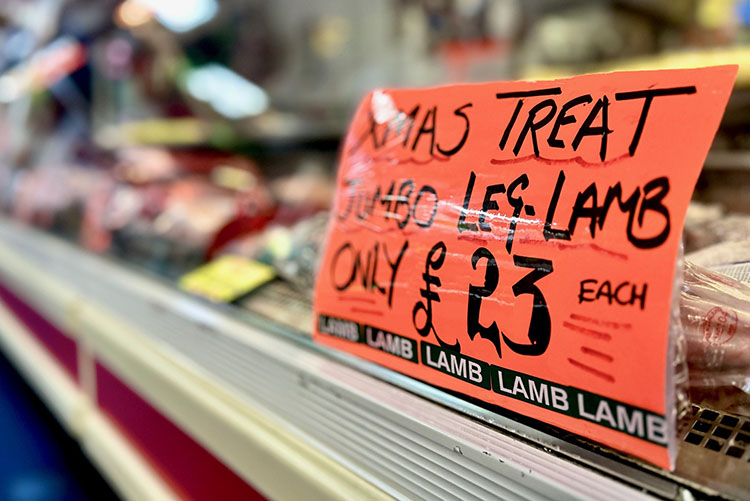 XMAS TREAT
JUMBO LEG-LAMB
ONLY £23 EACH
LAMB LAMB LAMB LAMB LAMB